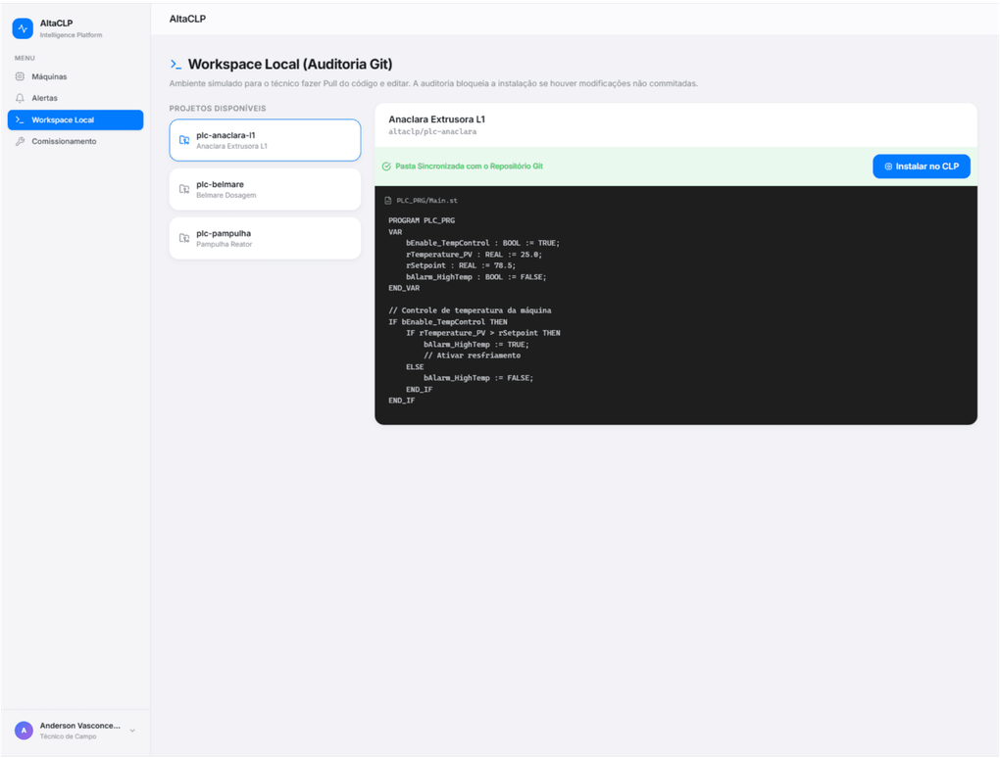 AltaCLP
Intelligence Platform
MENU
Máquinas
Alertas
Workspace Local
Comissionamento
Anderson Vasconce...
Técnico de Campo
A
AltaCLP
Workspace Local (Auditoria Git)
Ambiente simulado para o técnico fazer Pull do código e editar. A auditoria bloqueia a instalação se houver modificações não commitadas.
PROJETOS DISPONÍVEIS
plc-anaclara-l1
Anaclara Extrusora L1
plc-belmare
Belmare Dosagem
plc-pampulha
Pampulha Reator
Anaclara Extrusora L1
altaclp/plc-anaclara
Pasta Sincronizada com o Repositório Git
Instalar no CLP
PLC_PRG/Main.st
PROGRAM PLC_PRG
VAR
    bEnable_TempControl : BOOL := TRUE;
    rTemperature_PV : REAL := 25.0;
    rSetpoint : REAL := 78.5;
    bAlarm_HighTemp : BOOL := FALSE;
END_VAR

// Controle de temperatura da máquina
IF bEnable_TempControl THEN
    IF rTemperature_PV > rSetpoint THEN
        bAlarm_HighTemp := TRUE;
        // Ativar resfriamento
    ELSE
        bAlarm_HighTemp := FALSE;
    END_IF
END_IF